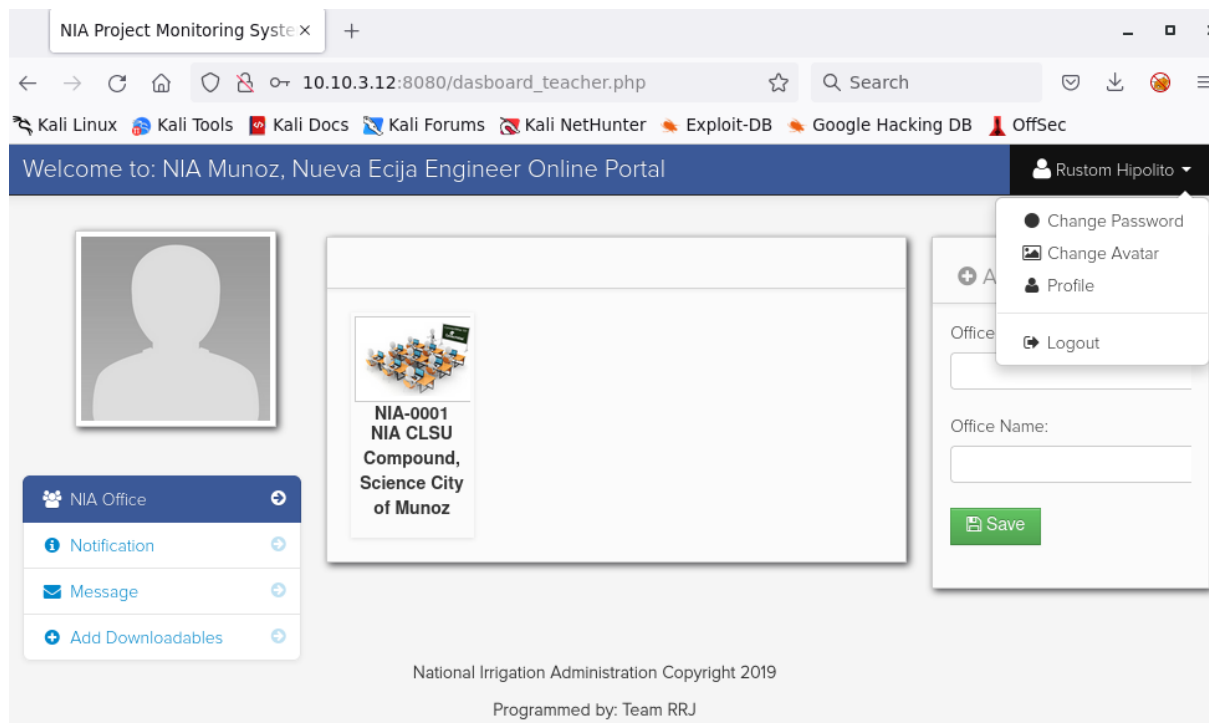 NIA Project Monitoring Syste
10.10.3.12:8080/dasboard_teacher.php
Search
Kali Linux
Kali Tools
Kali Docs
Kali Forums
Kali NetHunter
Exploit-DB
Google Hacking DB
OffSec
Welcome to: NIA Munoz, Nueva Ecija Engineer Online Portal
Rustom Hipolito
Change Password
Change Avatar
Profile
Logout
NIA-0001
NIA CLSU
Compound,
Science City
of Munoz
A
Office
Office Name:
Save
NIA Office
Notification
Message
Add Downloadables
National Irrigation Administration Copyright 2019
Programmed by: Team RRJ